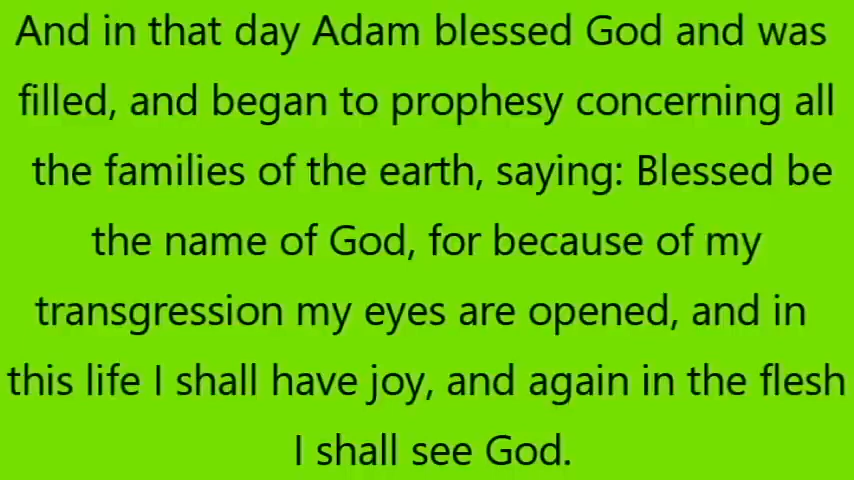 And in that day Adam blessed God and was
filled, and began to prophesy concerning all
the families of the earth, saying: Blessed be
the name of God, for because of my
transgression my eyes are opened, and in
this life I shall have joy, and again in the flesh
I shall see God.